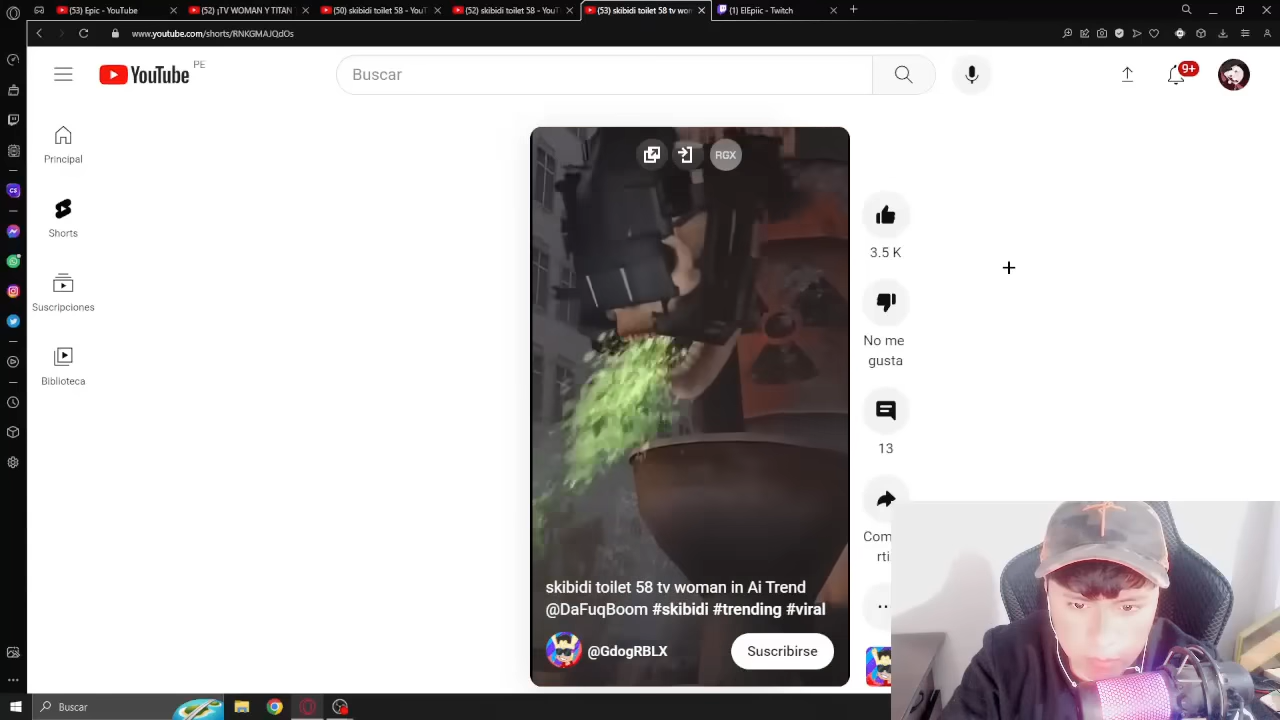 (53) Epic - YouTube
(52) ¡TV WOMAN Y TITAN
(50) skibidi toilet 58 - YouT
(52) skibidi toilet 58 - YouT
(53) skibidi toilet 58 tv wom
(1) ElEpiic - Twitch
www.youtube.com/shorts/RNKGMAJQdOs
YouTube PE
Buscar
9+
Principal
Shorts
Suscripciones
Biblioteca
RGX
3.5 K
No me
gusta
13
Com
rti
skibidi toilet 58 tv woman in Ai Trend
@DaFuqBoom #skibidi #trending #viral
@GdogRBLX
Suscribirse
Buscar